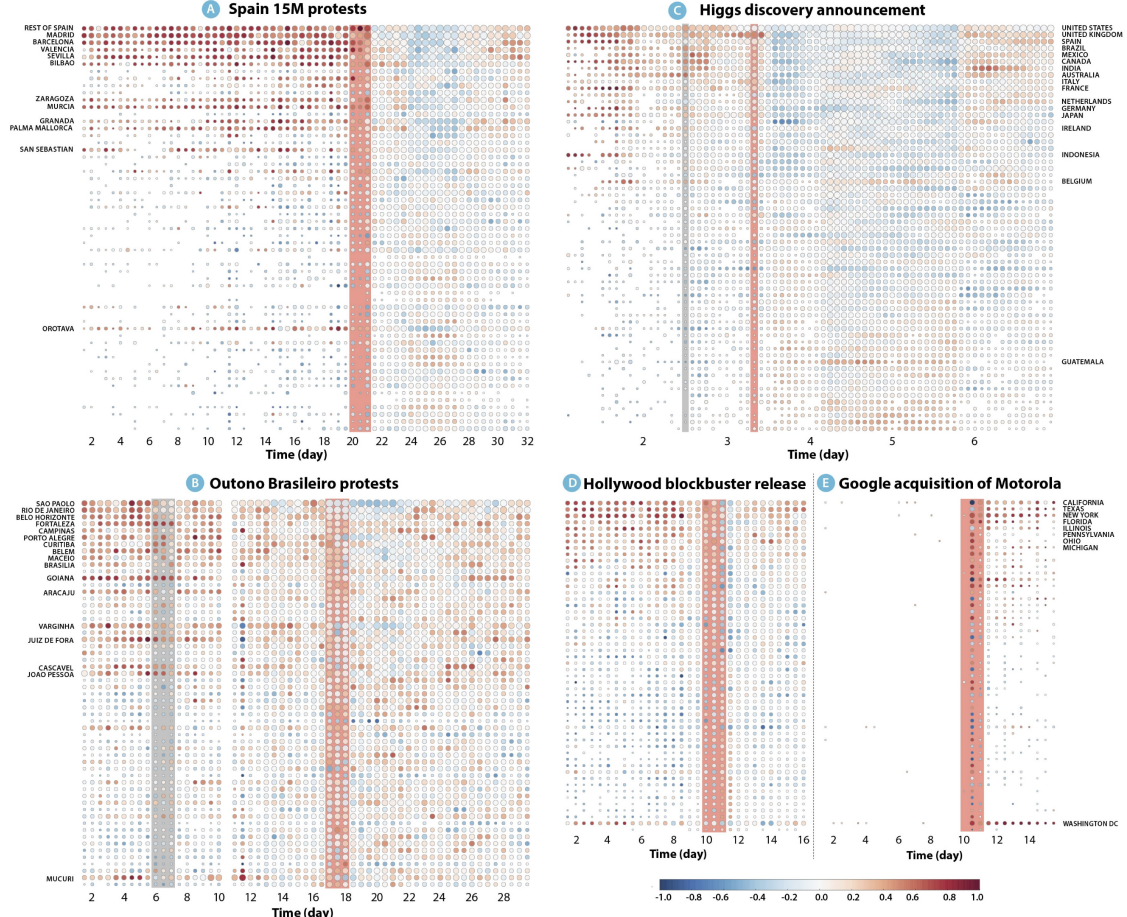 A Spain 15M protests
REST OF SPAIN
MADRID
BARCELONA
VALENCIA
SEVILLA
BILBAO
ZARAGOZA
MURCIA
GRANADA
PALMA MALLORCA
SAN SEBASTIAN
OROTAVA
2 4 6 8 10 12 14 16 18 20 22 24 26 28 30 32
Time (day)
C Higgs discovery announcement
UNITED STATES
UNITED KINGDOM
SPAIN
BRAZIL
MEXICO
CANADA
INDIA
AUSTRALIA
ITALY
FRANCE
NETHERLANDS
GERMANY
JAPAN
IRELAND
INDONESIA
BELGIUM
GUATEMALA
2 3 4 5 6
Time (day)
B Outono Brasileiro protests
SAO PAOLO
RIO DE JANEIRO
BELO HORIZONTE
FORTALEZA
CAMPINAS
PORTO ALEGRE
CURITIBA
BELEM
MACEIO
BRASILIA
GOIANA
ARACAJU
VARGINHA
JUIZ DE FORA
CASCAVEL
JOAO PESSOA
MUCURI
2 4 6 8 10 12 14 16 18 20 22 24 26 28
Time (day)
D Hollywood blockbuster release
2 4 6 8 10 12 14 16
Time (day)
E Google acquisition of Motorola
CALIFORNIA
TEXAS
NEW YORK
FLORIDA
ILLINOIS
PENNSYLVANIA
OHIO
MICHIGAN
WASHINGTON DC
2 4 6 8 10 12 14
Time (day)
-1.0 -0.8 -0.6 -0.4 -0.2 0.0 0.2 0.4 0.6 0.8 1.0